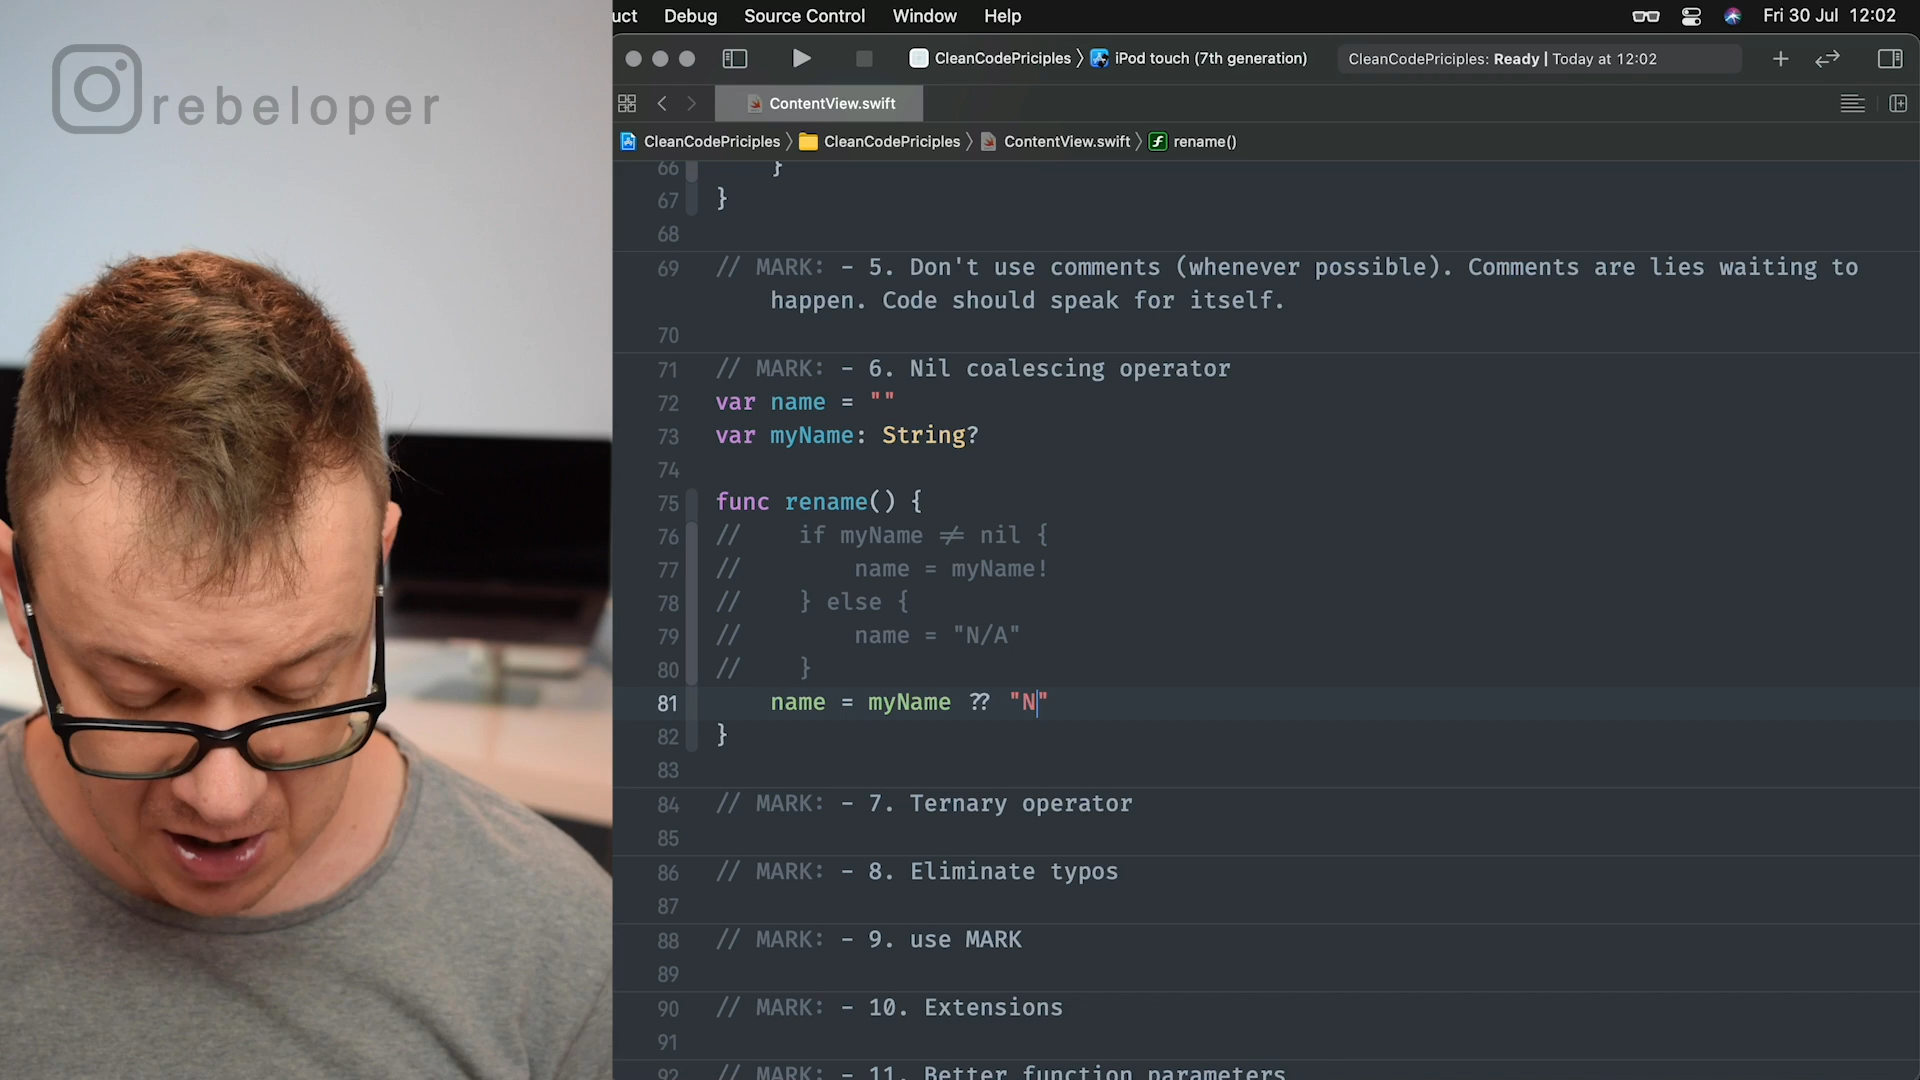 rebeloper
uct Debug Source Control Window Help Fri 30 Jul 12:02
CleanCodePriciples 〉 iPod touch (7th generation) CleanCodePriciples: Ready | Today at 12:02
ContentView.swift
CleanCodePriciples 〉 CleanCodePriciples 〉 ContentView.swift 〉 rename()
66 }
67 }
68
69 // MARK: - 5. Don't use comments (whenever possible). Comments are lies waiting to
happen. Code should speak for itself.
70
71 // MARK: - 6. Nil coalescing operator
72 var name = ""
73 var myName: String?
74
75 func rename() {
76 // if myName != nil {
77 // name = myName!
78 // } else {
79 // name = "N/A"
80 // }
81 name = myName ?? "N"
82 }
83
84 // MARK: - 7. Ternary operator
85
86 // MARK: - 8. Eliminate typos
87
88 // MARK: - 9. use MARK
89
90 // MARK: - 10. Extensions
91
92 // MARK: - 11. Better function parameters